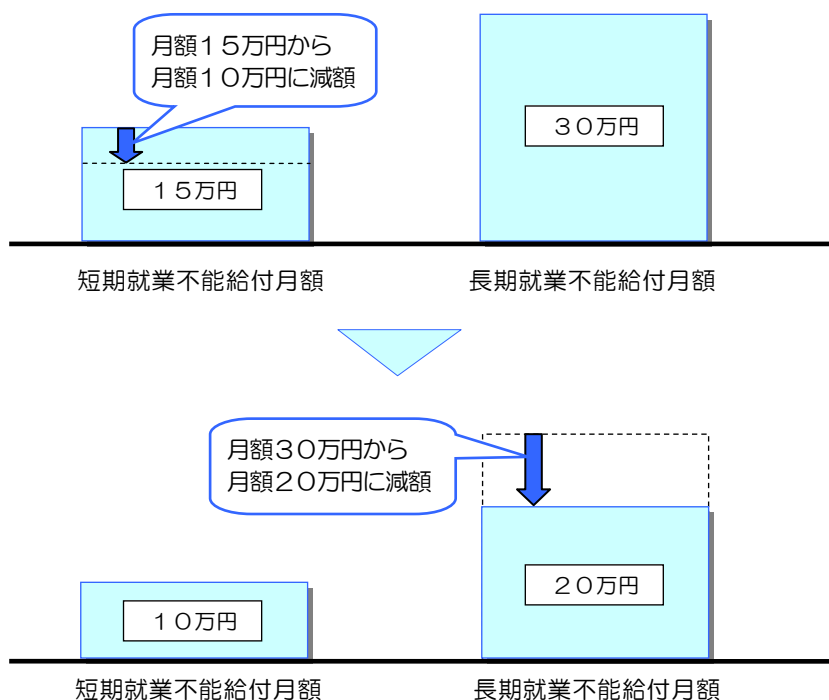 月額１５万円から
月額１０万円に減額
１５万円
３０万円
短期就業不能給付月額
長期就業不能給付月額
月額３０万円から
月額２０万円に減額
１０万円
２０万円
短期就業不能給付月額
長期就業不能給付月額